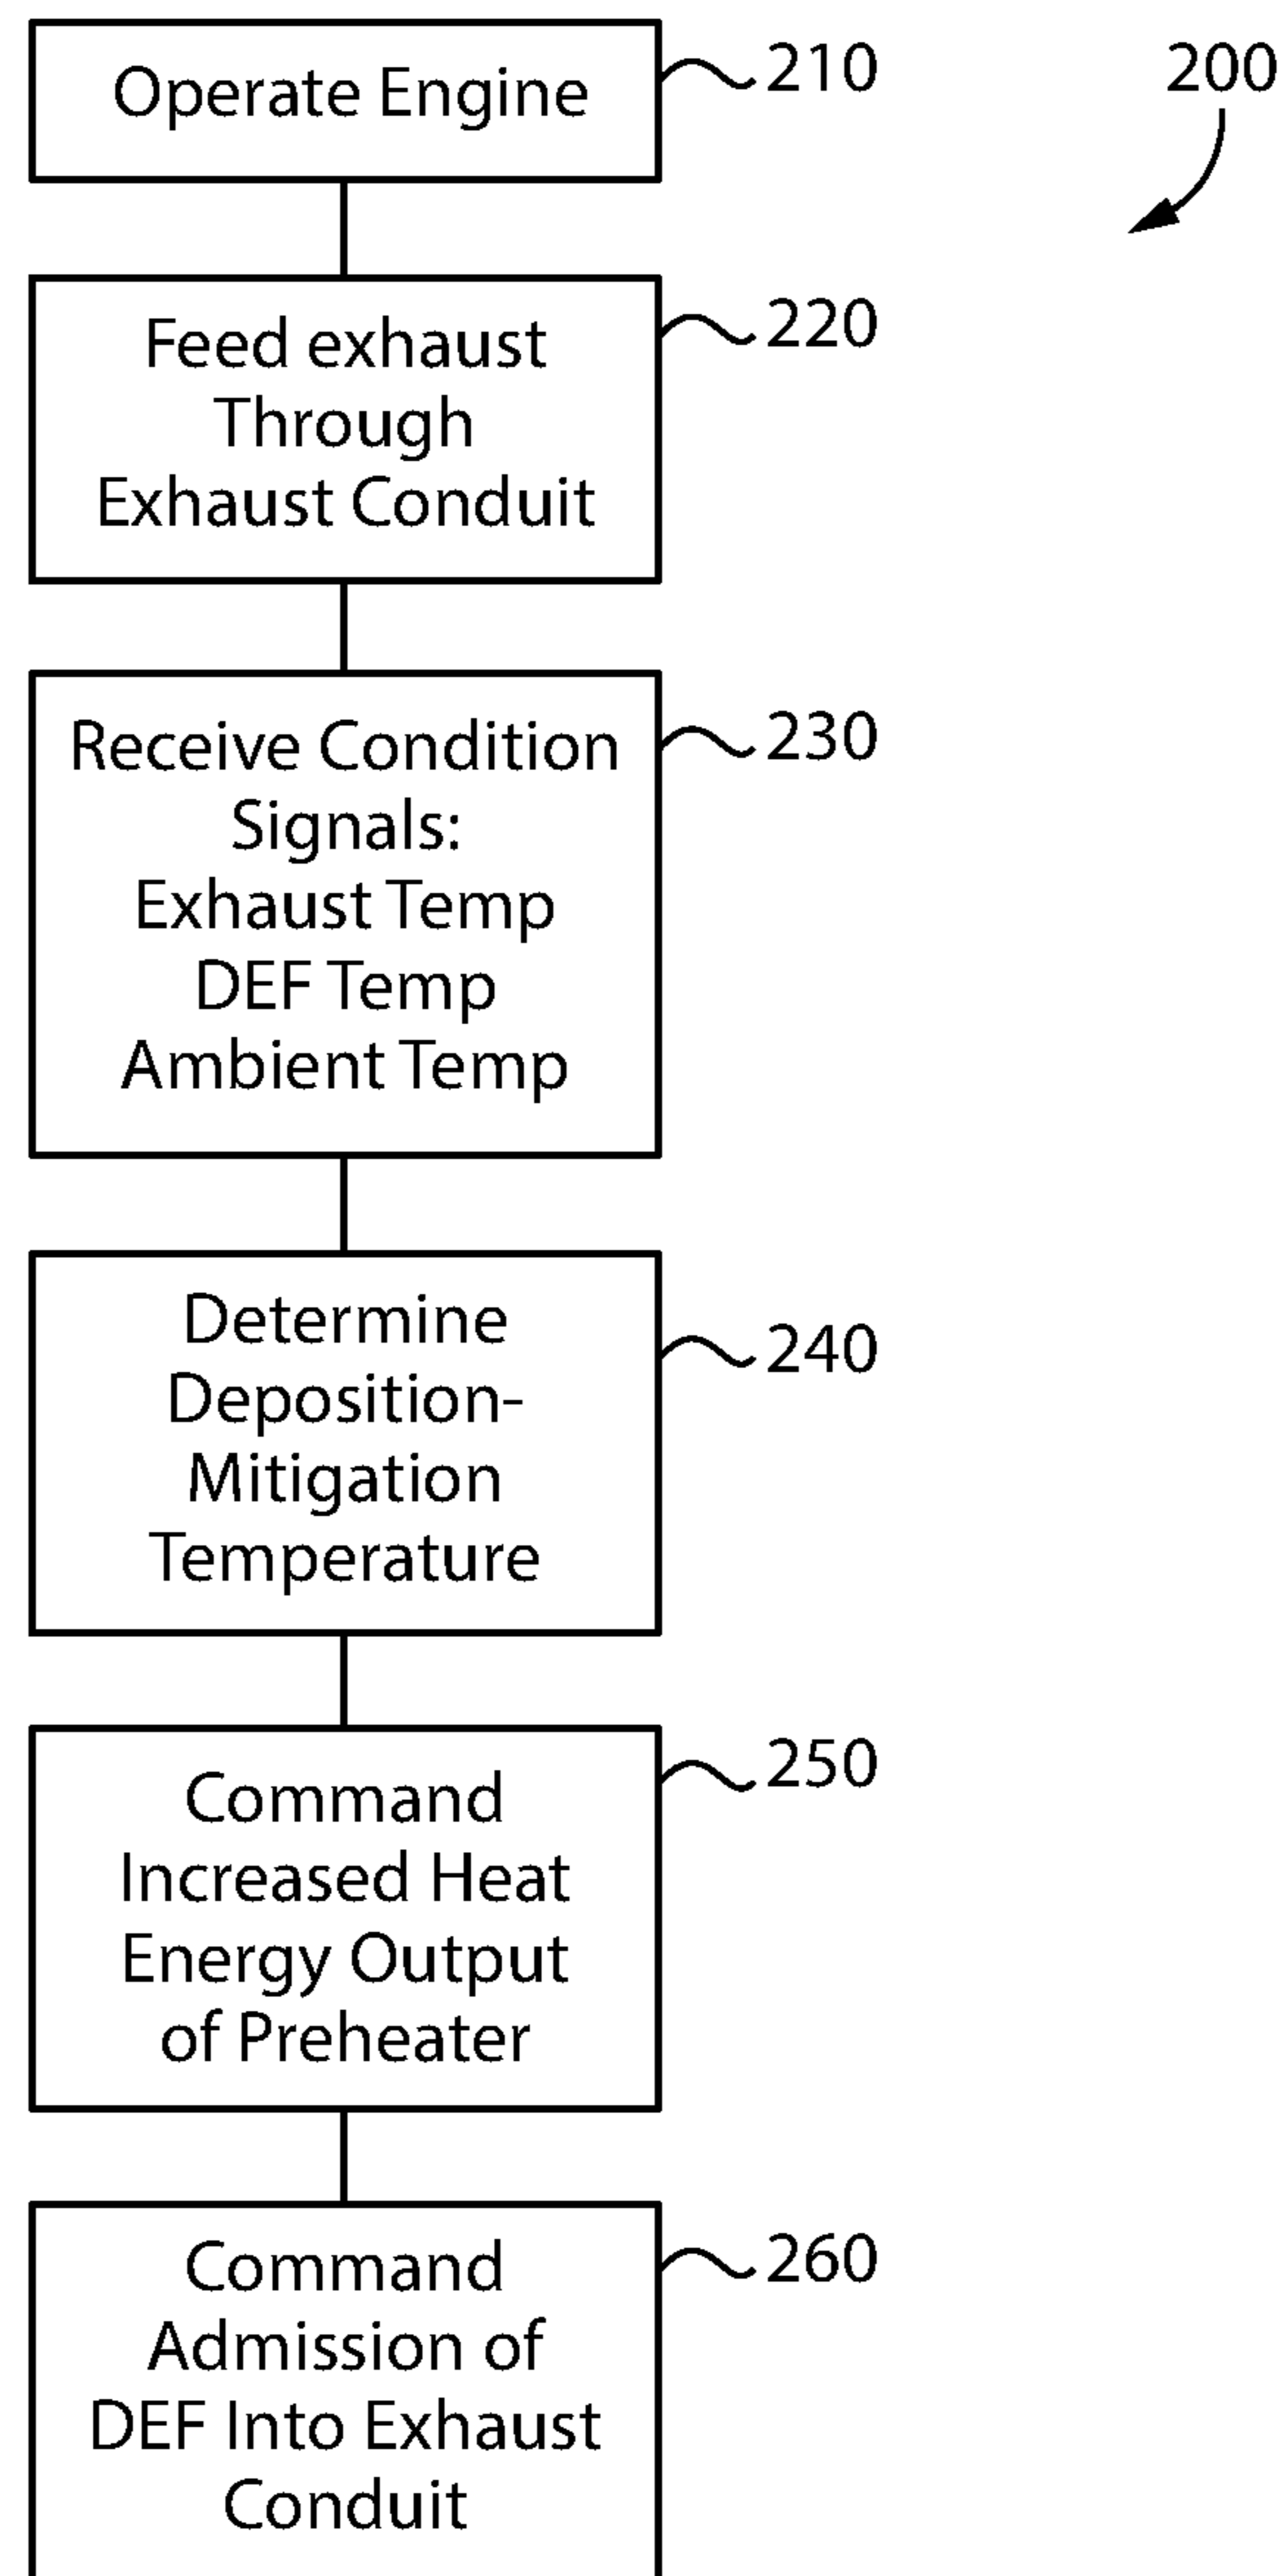 Operate Engine
210
200
Feed exhaust
Through
Exhaust Conduit
220
Receive Condition
Signals:
Exhaust Temp
DEF Temp
Ambient Temp
230
Determine
Deposition-
Mitigation
Temperature
240
Command
Increased Heat
Energy Output
of Preheater
250
Command
Admission of
DEF Into Exhaust
Conduit
260